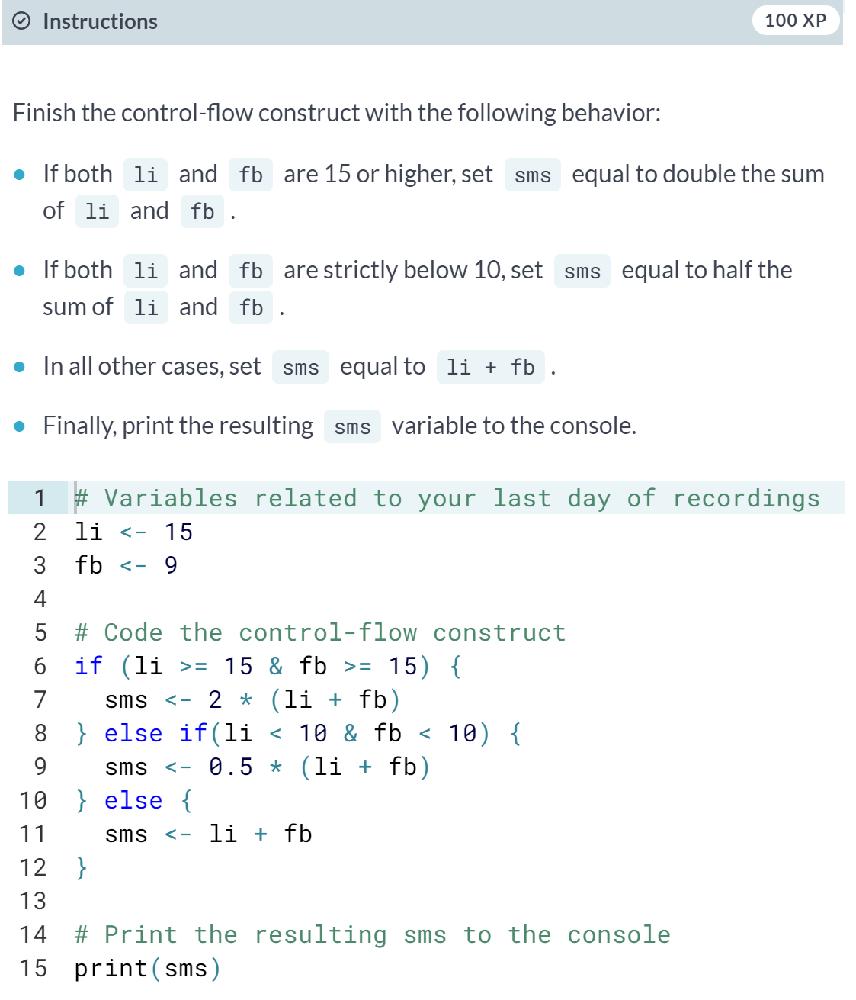 Instructions 100 XP
Finish the control-flow construct with the following behavior:
If both li and fb are 15 or higher, set sms equal to double the sum
of li and fb .
If both li and fb are strictly below 10, set sms equal to half the
sum of li and fb .
In all other cases, set sms equal to li + fb .
Finally, print the resulting sms variable to the console.
1 # Variables related to your last day of recordings
2 li <- 15
3 fb <- 9
4
5 # Code the control-flow construct
6 if (li >= 15 & fb >= 15) {
7   sms <- 2 * (li + fb)
8 } else if(li < 10 & fb < 10) {
9   sms <- 0.5 * (li + fb)
10 } else {
11   sms <- li + fb
12 }
13
14 # Print the resulting sms to the console
15 print(sms)